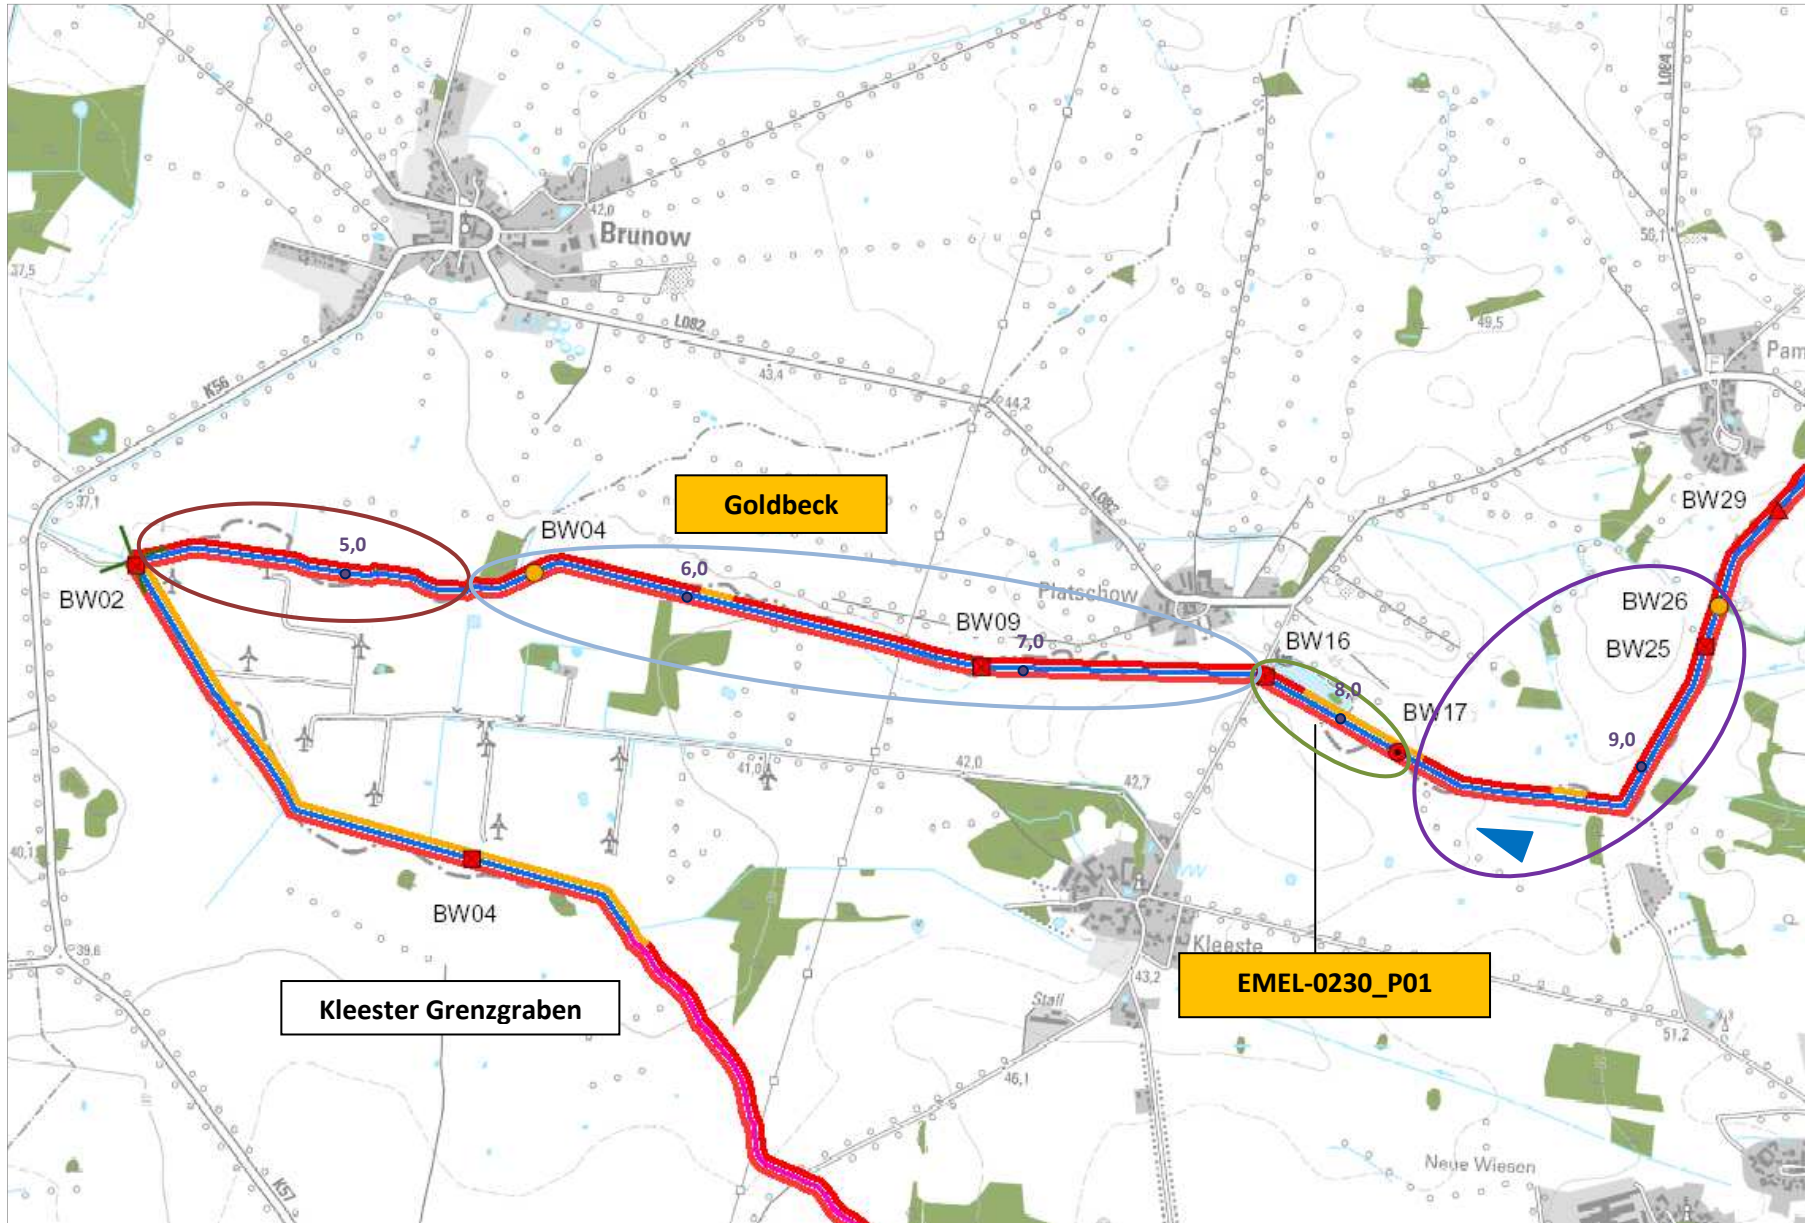 L084
Brunow
42,0
37,5
56,1
L082
49,5
43,4
Pam
K56
44,2
L082
37,1
Goldbeck
BW04
BW29
5,0
6,0
BW02
Platschow
BW26
BW09
7,0
BW16
BW25
8,0
BW17
9,0
41,0
42,0
42,7
40,1
BW04
39,6
Kleeste
43,2
EMEL-0230_P01
Kleester Grenzgraben
Stall
51,2
46,1
Neue Wiesen
K57